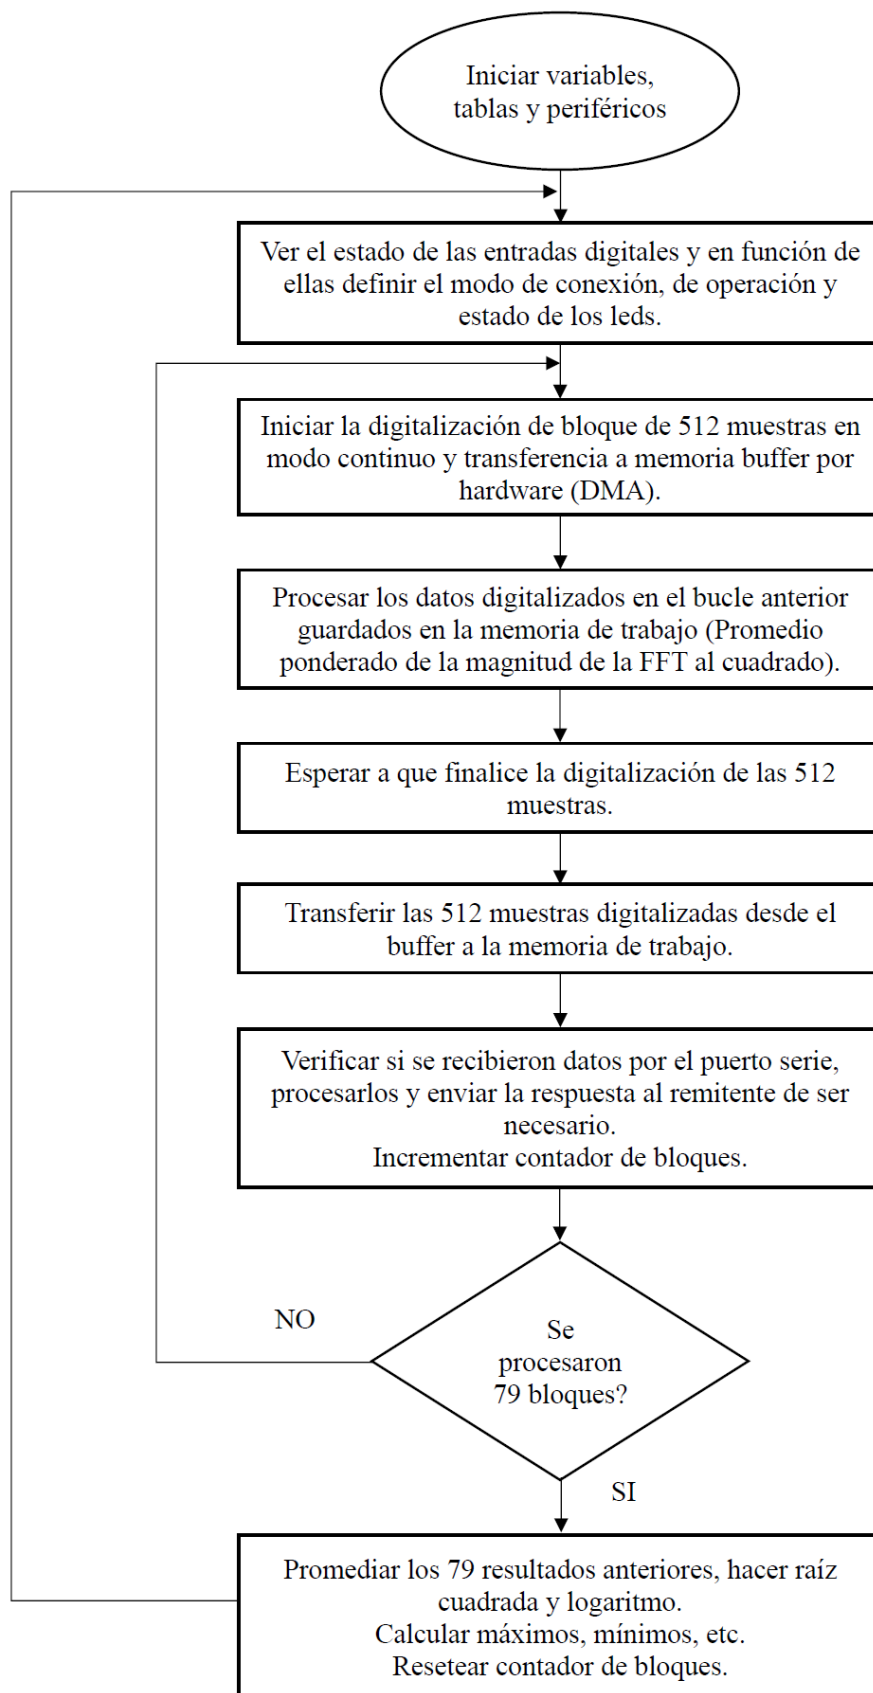 Iniciar variables,
tablas y periféricos
Ver el estado de las entradas digitales y en función de
ellas definir el modo de conexión, de operación y
estado de los leds.
Iniciar la digitalización de bloque de 512 muestras en
modo continuo y transferencia a memoria buffer por
hardware (DMA).
Procesar los datos digitalizados en el bucle anterior
guardados en la memoria de trabajo (Promedio
ponderado de la magnitud de la FFT al cuadrado).
Esperar a que finalice la digitalización de las 512
muestras.
Transferir las 512 muestras digitalizadas desde el
buffer a la memoria de trabajo.
Verificar si se recibieron datos por el puerto serie,
procesarlos y enviar la respuesta al remitente de ser
necesario.
Incrementar contador de bloques.
NO
Se
procesaron
79 bloques?
SI
Promediar los 79 resultados anteriores, hacer raíz
cuadrada y logaritmo.
Calcular máximos, mínimos, etc.
Resetear contador de bloques.